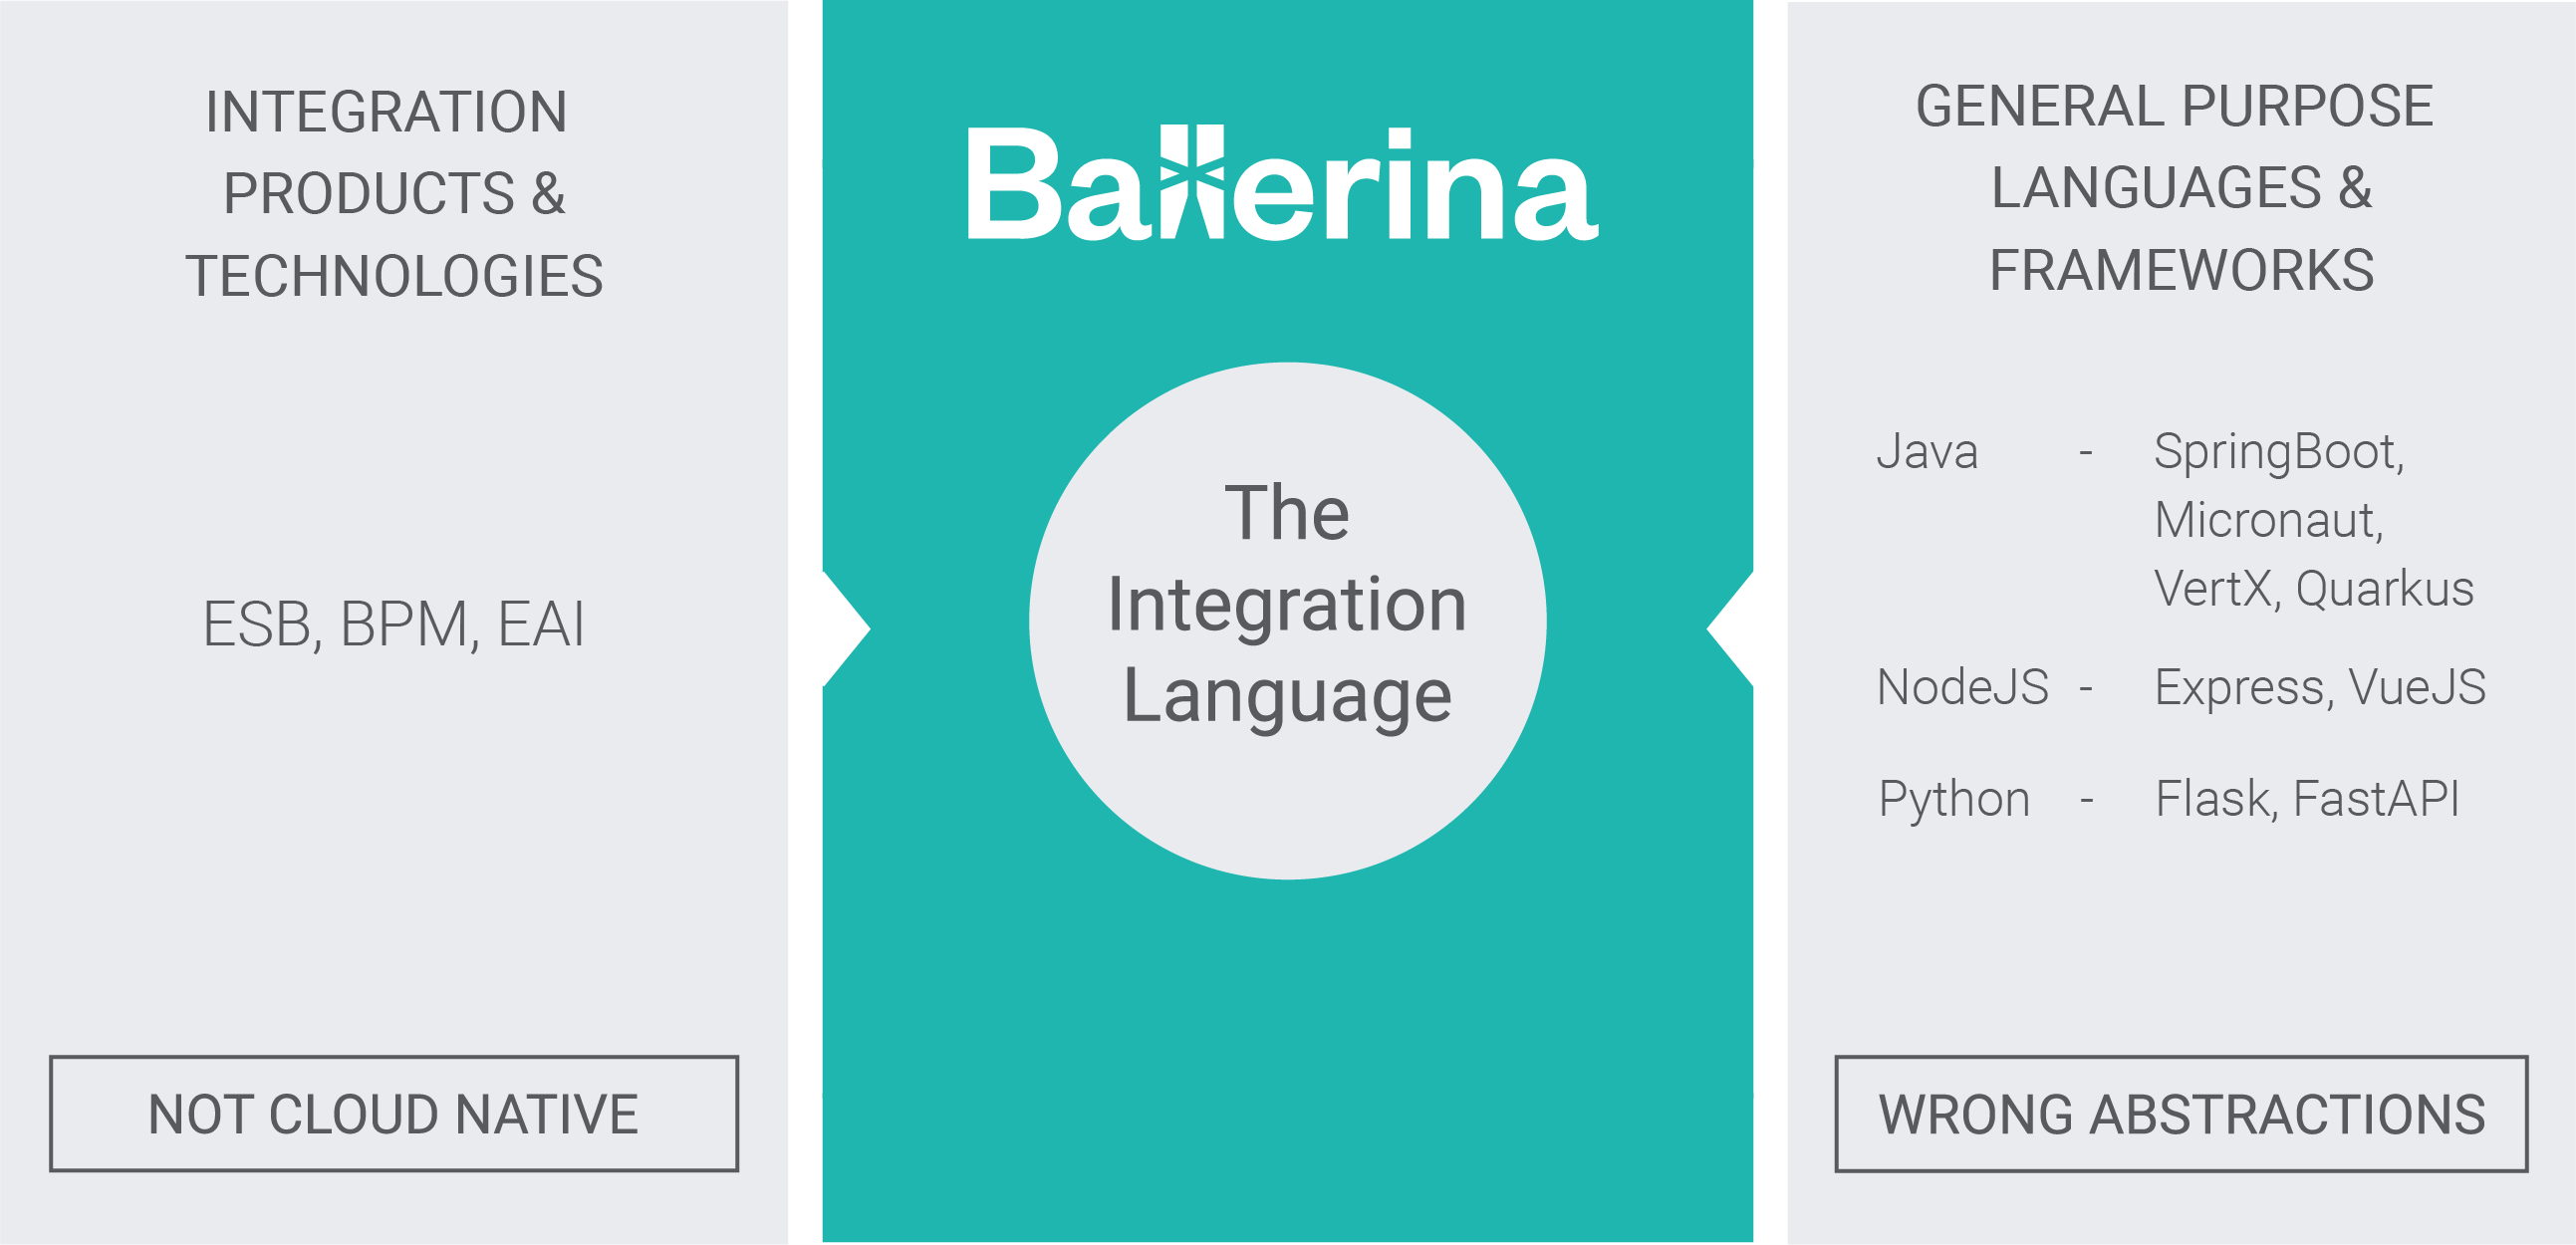 INTEGRATION
PRODUCTS &
TECHNOLOGIES
ESB, BPM, EAI
NOT CLOUD NATIVE
Ballerina
The
Integration
Language
GENERAL PURPOSE
LANGUAGES &
FRAMEWORKS
Java - SpringBoot,
Micronaut,
VertX, Quarkus
NodeJS - Express, VueJS
Python - Flask, FastAPI
WRONG ABSTRACTIONS